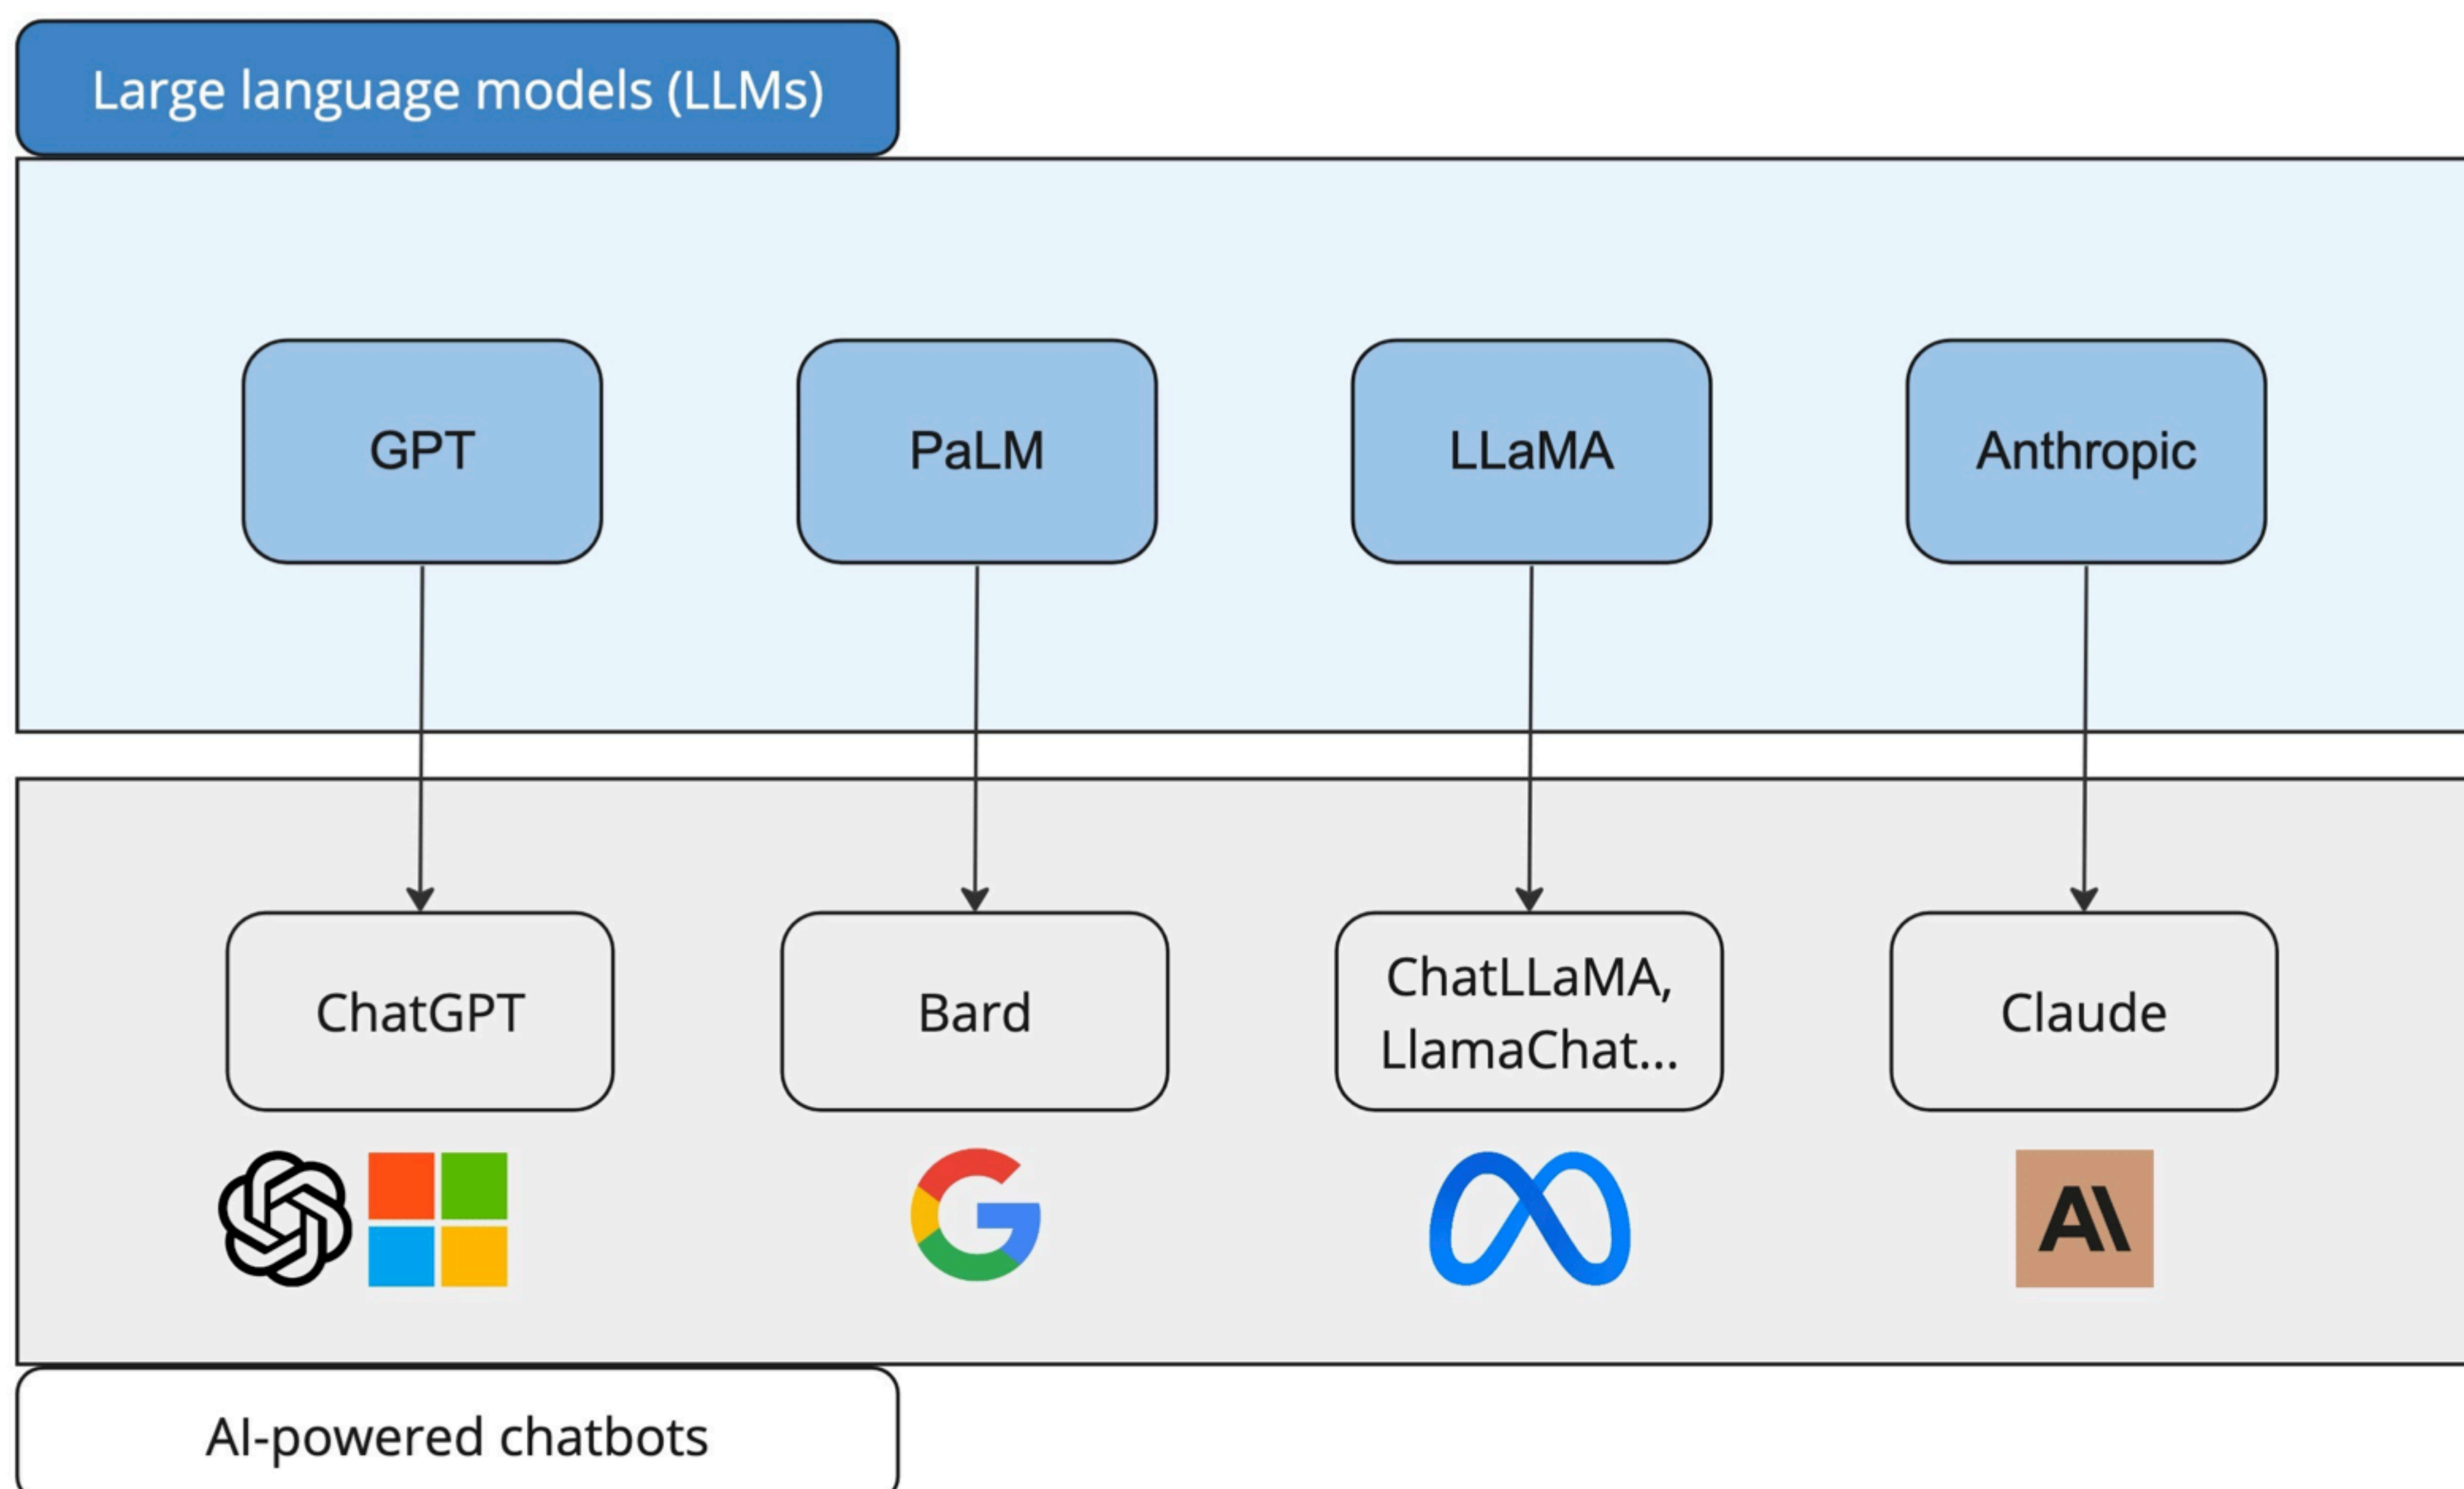 Large language models (LLMs)
GPT
PaLM
LLaMA
Anthropic
ChatGPT
Bard
ChatLLaMA,
LlamaChat...
Claude
AI-powered chatbots